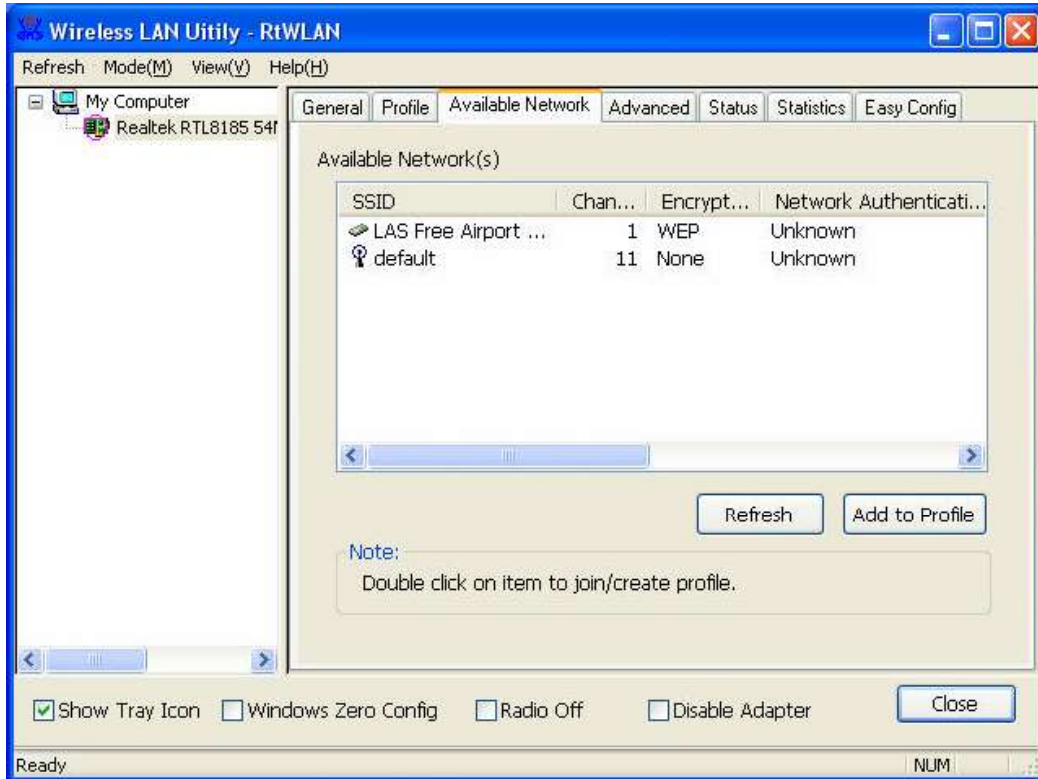 Wireless LAN Uitily - RtWLAN
Refresh Mode(M) View(V) Help(H)
My Computer
Realtek RTL8185 54
General Profile Available Network Advanced Status Statistics Easy Config
Available Network(s)
SSID Chan... Encrypt... Network Authenticati...
LAS Free Airport ... 1 WEP Unknown
default 11 None Unknown
Refresh Add to Profile
Note:
Double click on item to join/create profile.
Show Tray Icon Windows Zero Config Radio Off Disable Adapter Close
Ready NUM